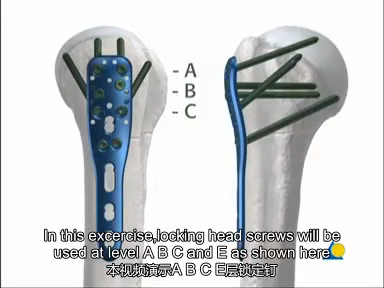 - A
- B
- C
In this excercise,locking head screws will be
used at level A B C and E as shown here
本视频演示A B C E层锁定钉